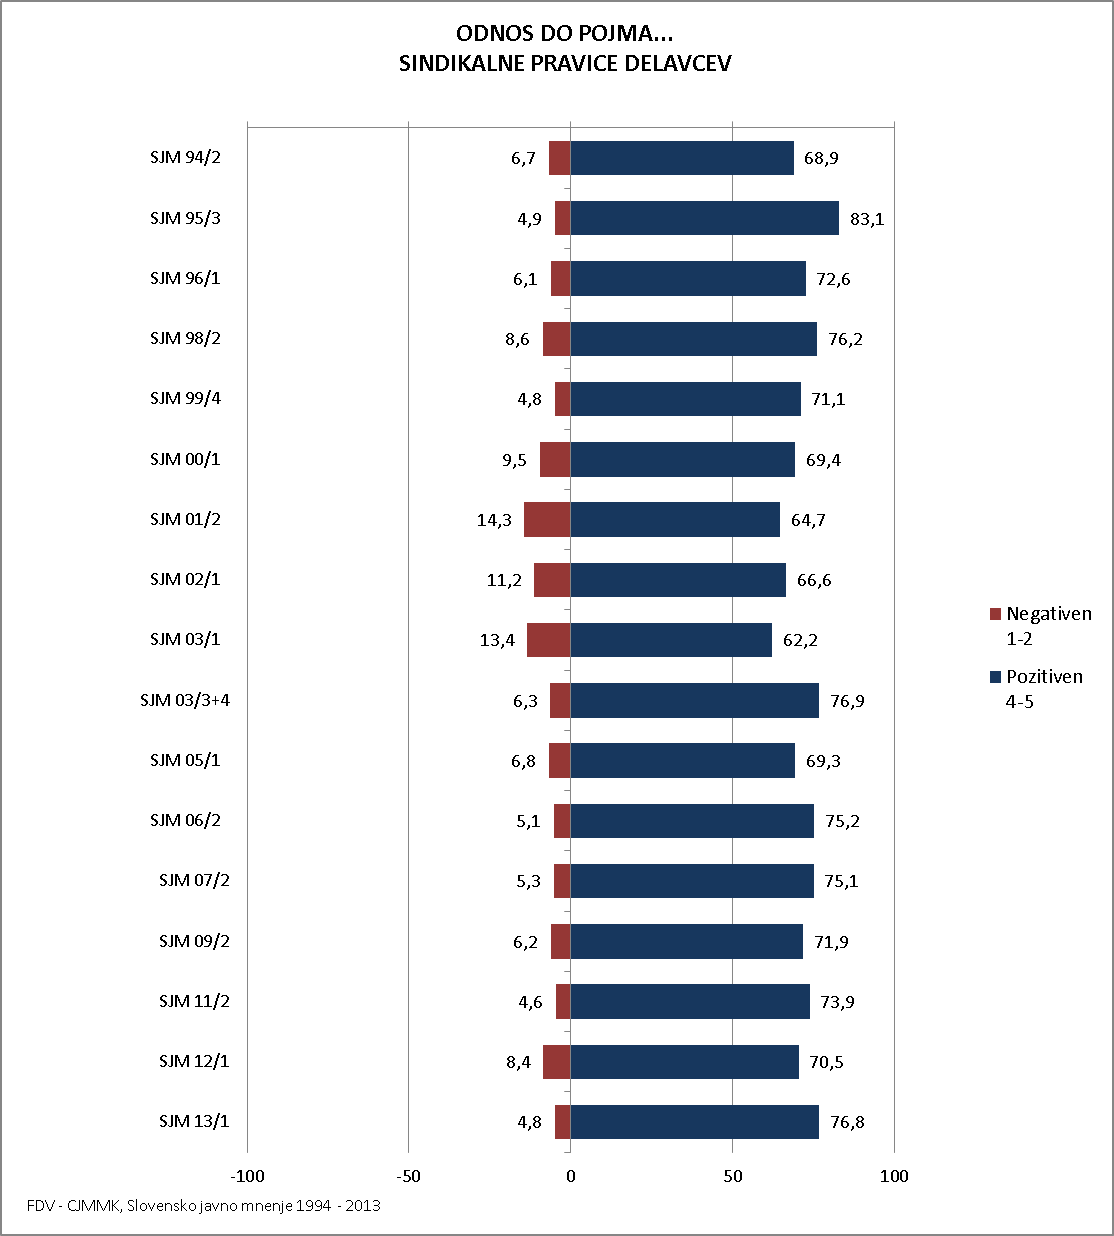 ODNOS DO POJMA...
SINDIKALNE PRAVICE DELAVCEV
SJM 94/2 6,7 68,9
SJM 95/3 4,9 83,1
SJM 96/1 6,1 72,6
SJM 98/2 8,6 76,2
SJM 99/4 4,8 71,1
SJM 00/1 9,5 69,4
SJM 01/2 14,3 64,7
SJM 02/1 11,2 66,6
SJM 03/1 13,4 62,2
SJM 03/3+4 6,3 76,9
SJM 05/1 6,8 69,3
SJM 06/2 5,1 75,2
SJM 07/2 5,3 75,1
SJM 09/2 6,2 71,9
SJM 11/2 4,6 73,9
SJM 12/1 8,4 70,5
SJM 13/1 4,8 76,8
-100 -50 0 50 100
Negativen
1-2
Pozitiven
4-5
FDV - CJMMK, Slovensko javno mnenje 1994 - 2013